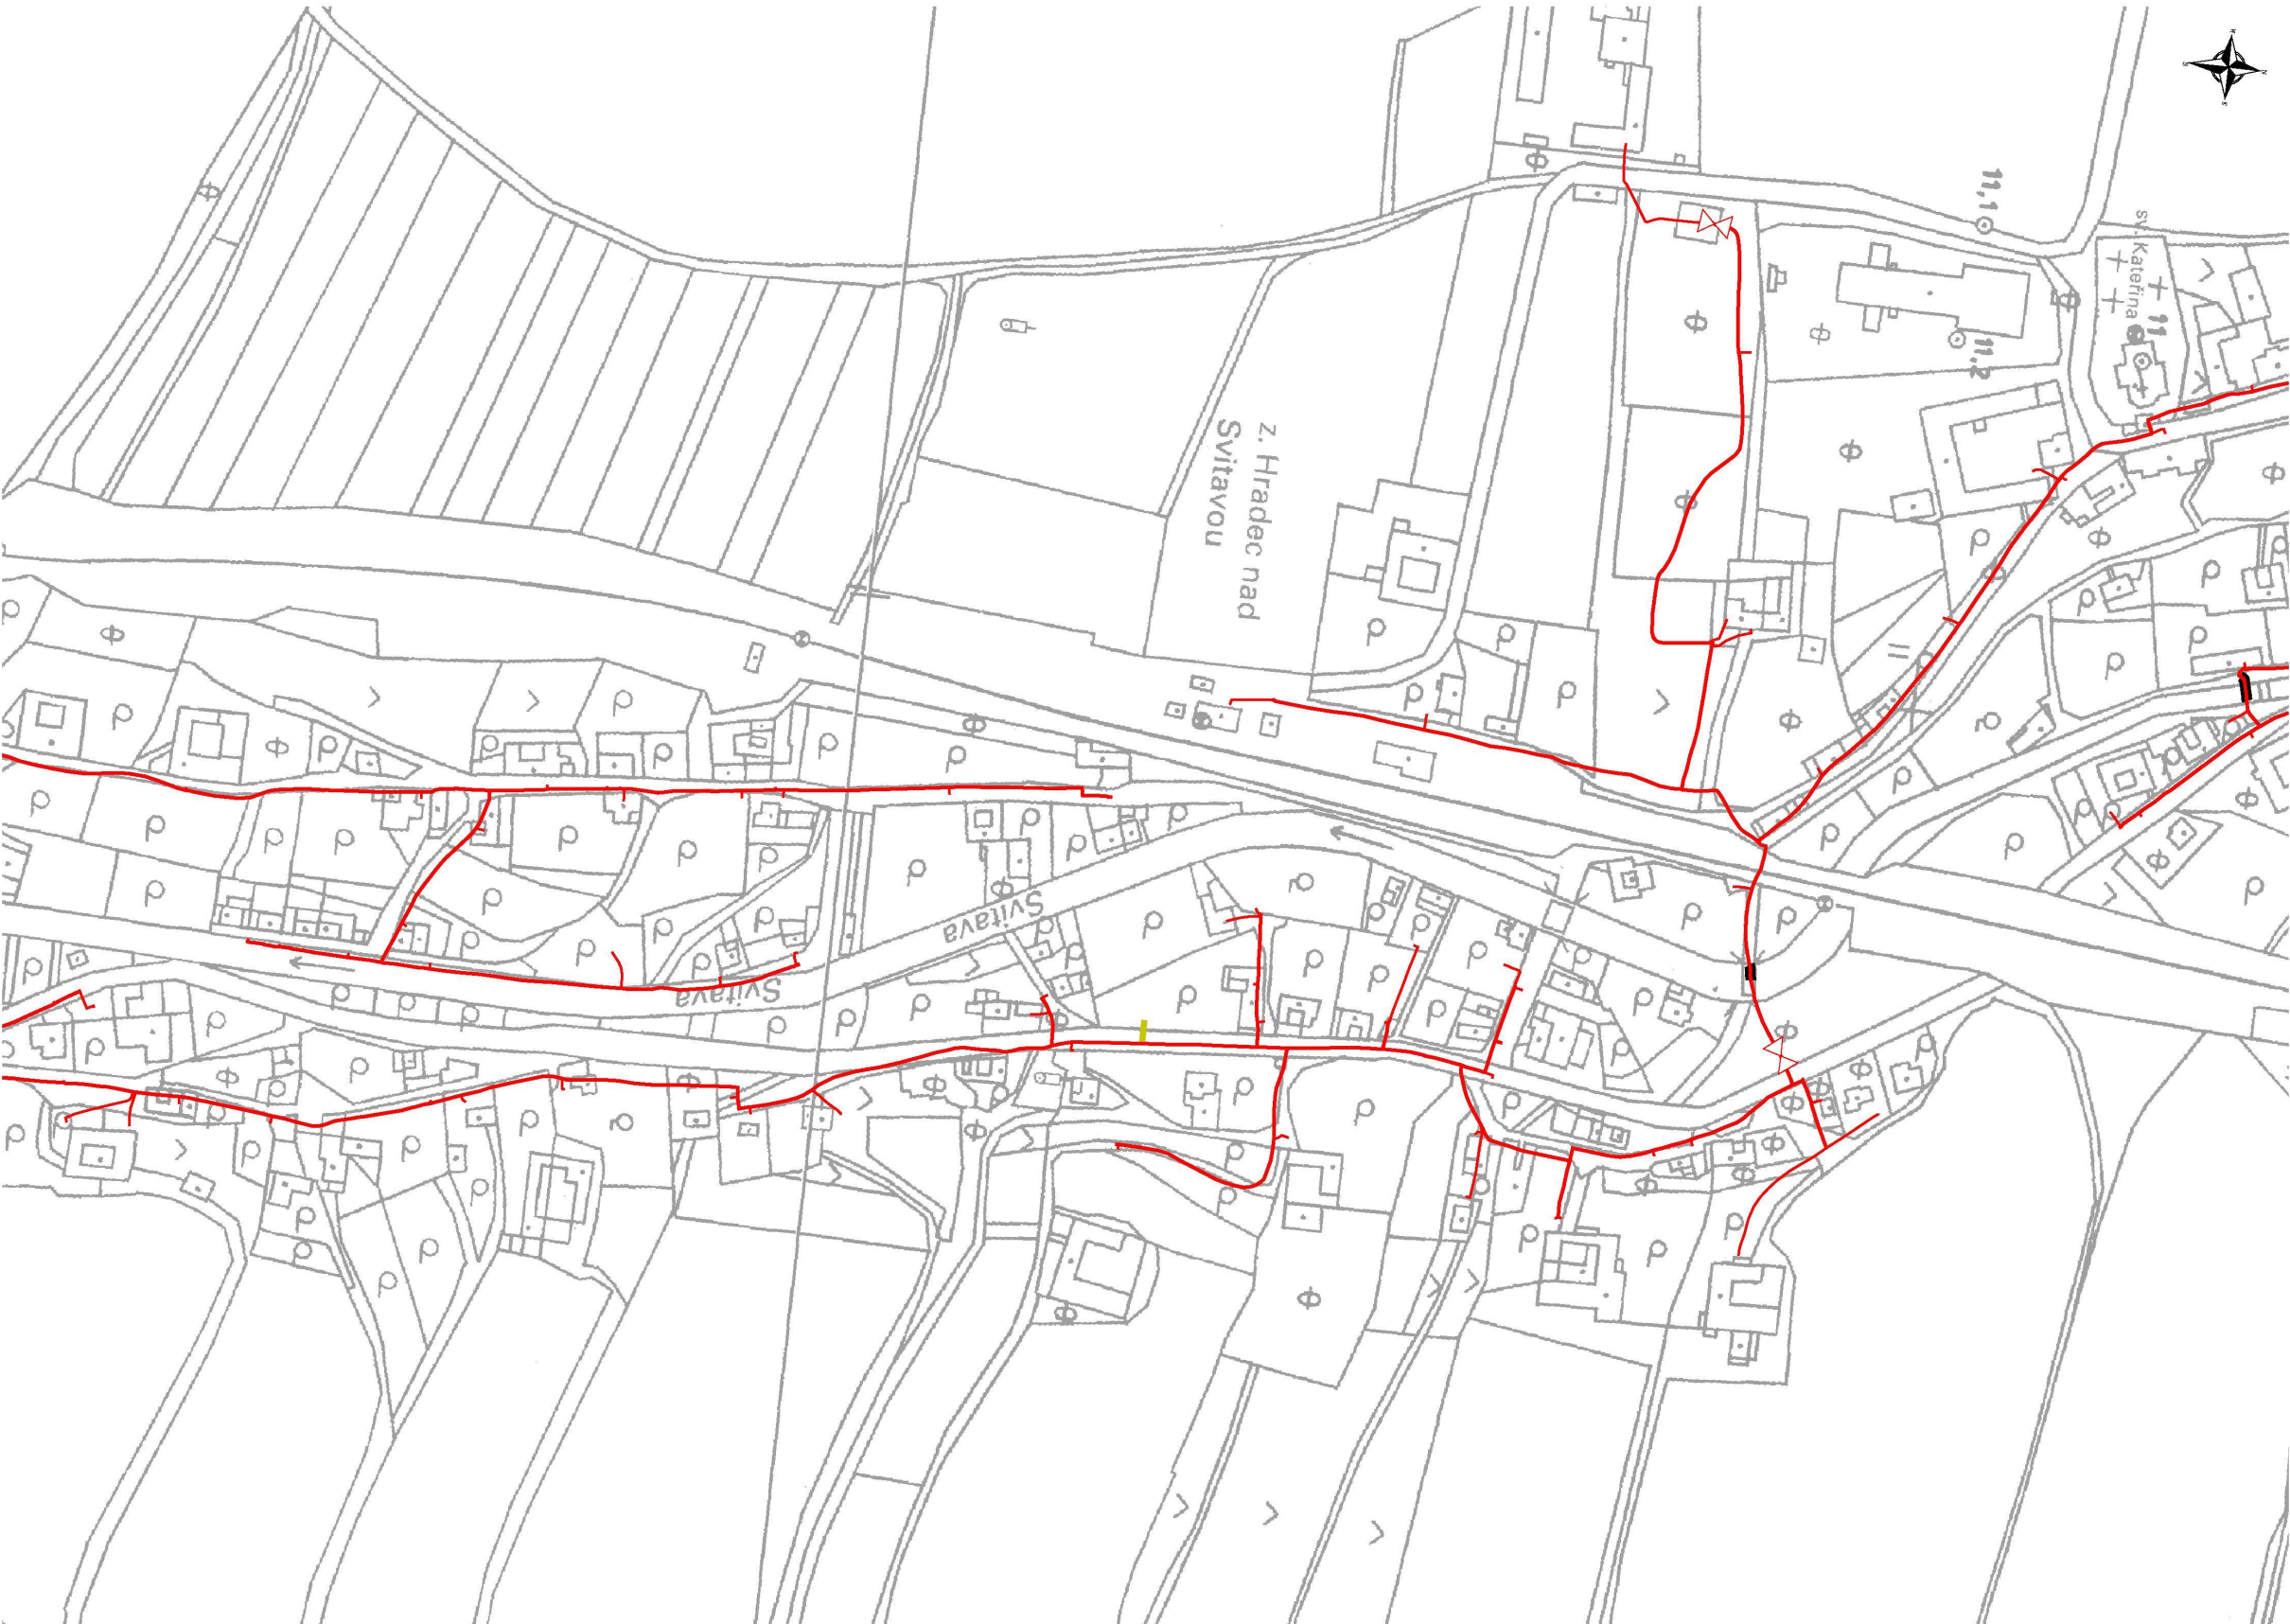 11,1
sv. Kateřina
11
11,2
z. Hradec nad
Svitavou
Svitava
Svitava